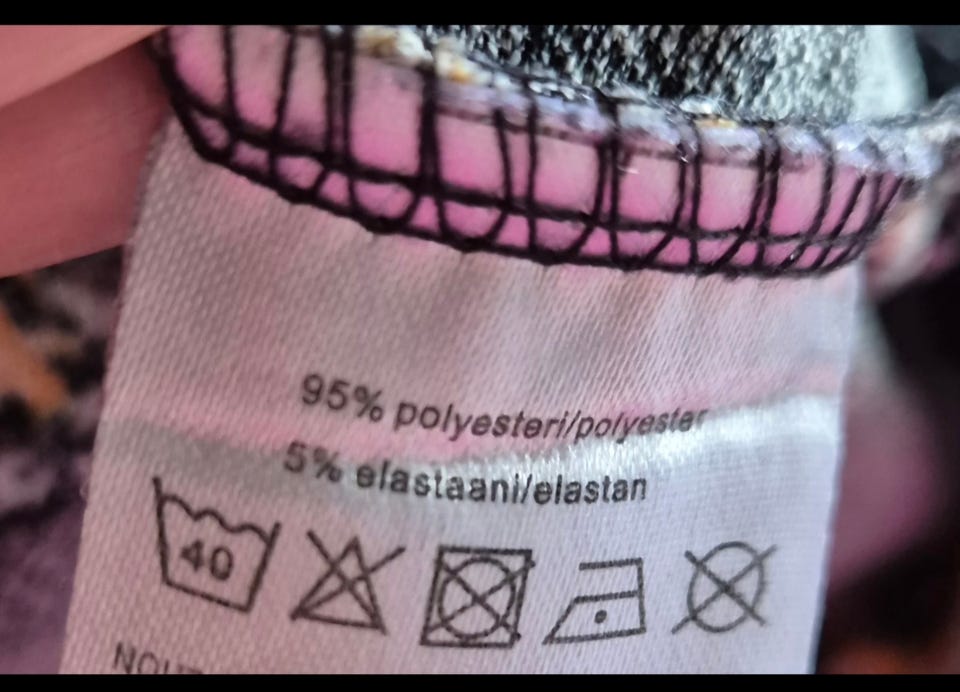 95% polyesteri/polyester
5% elastaani/elastan
40